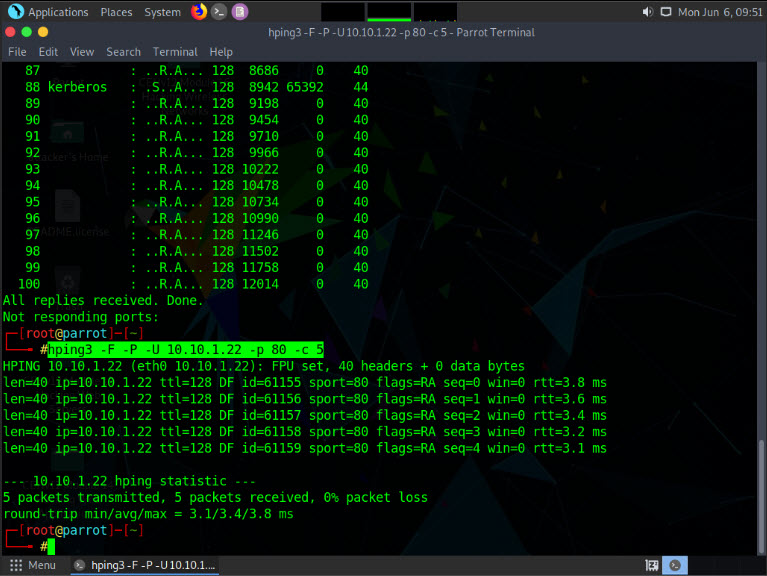 Applications Places System Mon Jun 6, 09:51
hping3 -F -P -U 10.10.1.22 -p 80 -c 5 - Parrot Terminal
File Edit View Search Terminal Help
87 : ..R.A... 128 8686 0 40
88 kerberos : .S..A... 128 8942 65392 44
89 : ..R.A... 128 9198 0 40
90 : ..R.A... 128 9454 0 40
91 : ..R.A... 128 9710 0 40
92 : ..R.A... 128 9966 0 40
93 : ..R.A... 128 10222 0 40
94 : ..R.A... 128 10478 0 40
95 : ..R.A... 128 10734 0 40
96 : ..R.A... 128 10990 0 40
97 : ..R.A... 128 11246 0 40
98 : ..R.A... 128 11502 0 40
99 : ..R.A... 128 11758 0 40
100 : ..R.A... 128 12014 0 40
All replies received. Done.
Not responding ports:
[root@parrot]-[~]
#hping3 -F -P -U 10.10.1.22 -p 80 -c 5
HPING 10.10.1.22 (eth0 10.10.1.22): FPU set, 40 headers + 0 data bytes
len=40 ip=10.10.1.22 ttl=128 DF id=61155 sport=80 flags=RA seq=0 win=0 rtt=3.8 ms
len=40 ip=10.10.1.22 ttl=128 DF id=61156 sport=80 flags=RA seq=1 win=0 rtt=3.6 ms
len=40 ip=10.10.1.22 ttl=128 DF id=61157 sport=80 flags=RA seq=2 win=0 rtt=3.4 ms
len=40 ip=10.10.1.22 ttl=128 DF id=61158 sport=80 flags=RA seq=3 win=0 rtt=3.2 ms
len=40 ip=10.10.1.22 ttl=128 DF id=61159 sport=80 flags=RA seq=4 win=0 rtt=3.1 ms
--- 10.10.1.22 hping statistic ---
5 packets transmitted, 5 packets received, 0% packet loss
round-trip min/avg/max = 3.1/3.4/3.8 ms
[root@parrot]-[~]
#
Menu hping3 -F -P -U 10.10.1....